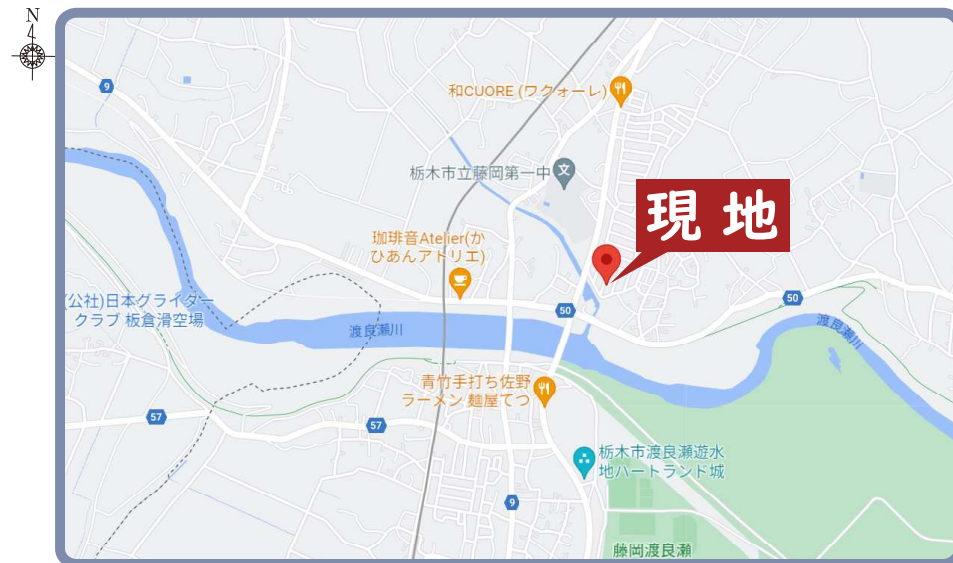 N
9
和CUORE (ワクォーレ)
栃木市立藤岡第一中
文
現地
珈琲音Atelier(か
ひあんアトリエ)
50
50
(公社)日本グライダー
クラブ 板倉滑空場
渡良瀬川
渡良瀬川
青竹手打ち佐野
ラーメン 麺屋てつ
57
57
栃木市渡良瀬遊水
地ハートランド城
9
藤岡渡良瀬